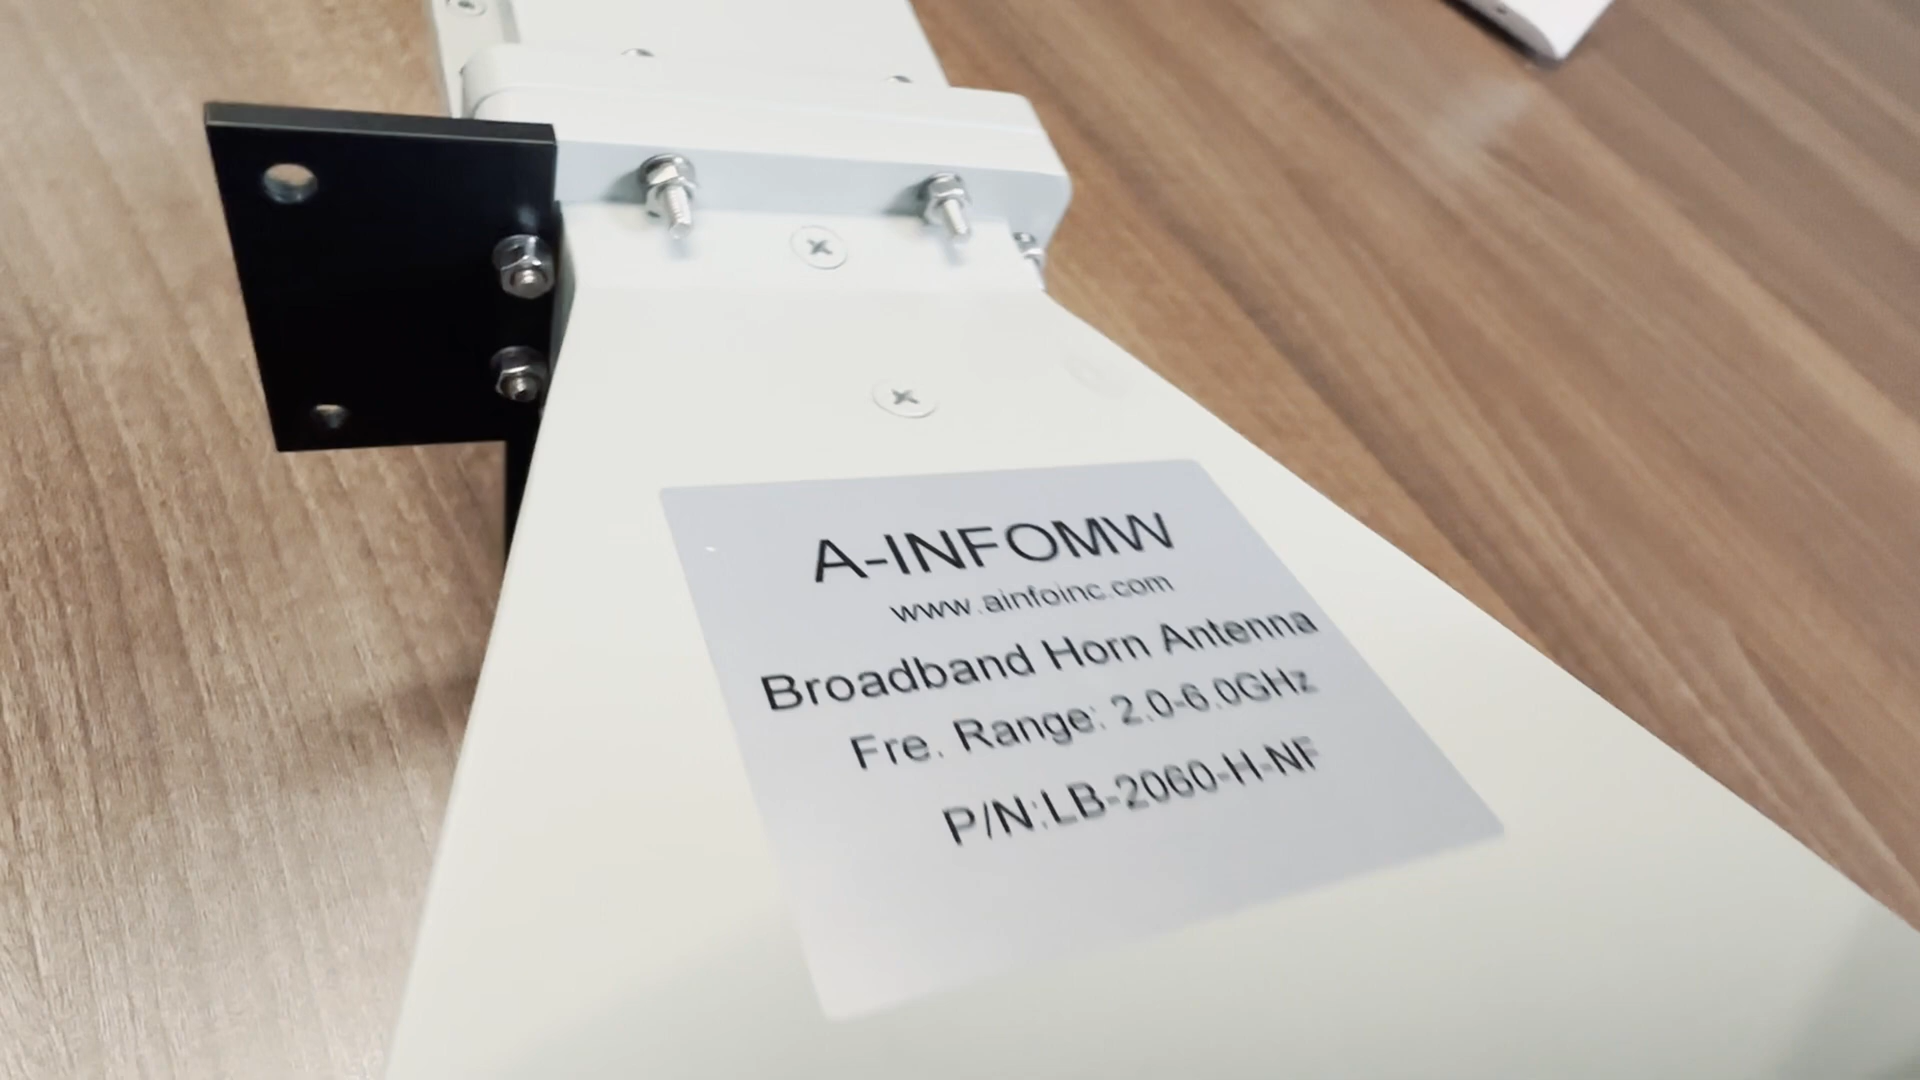 A-INFOMW
www.ainfoinc.com
Broadband Horn Antenna
Fre. Range: 2.0-6.0GHz
P/N:LB-2060-H-NF